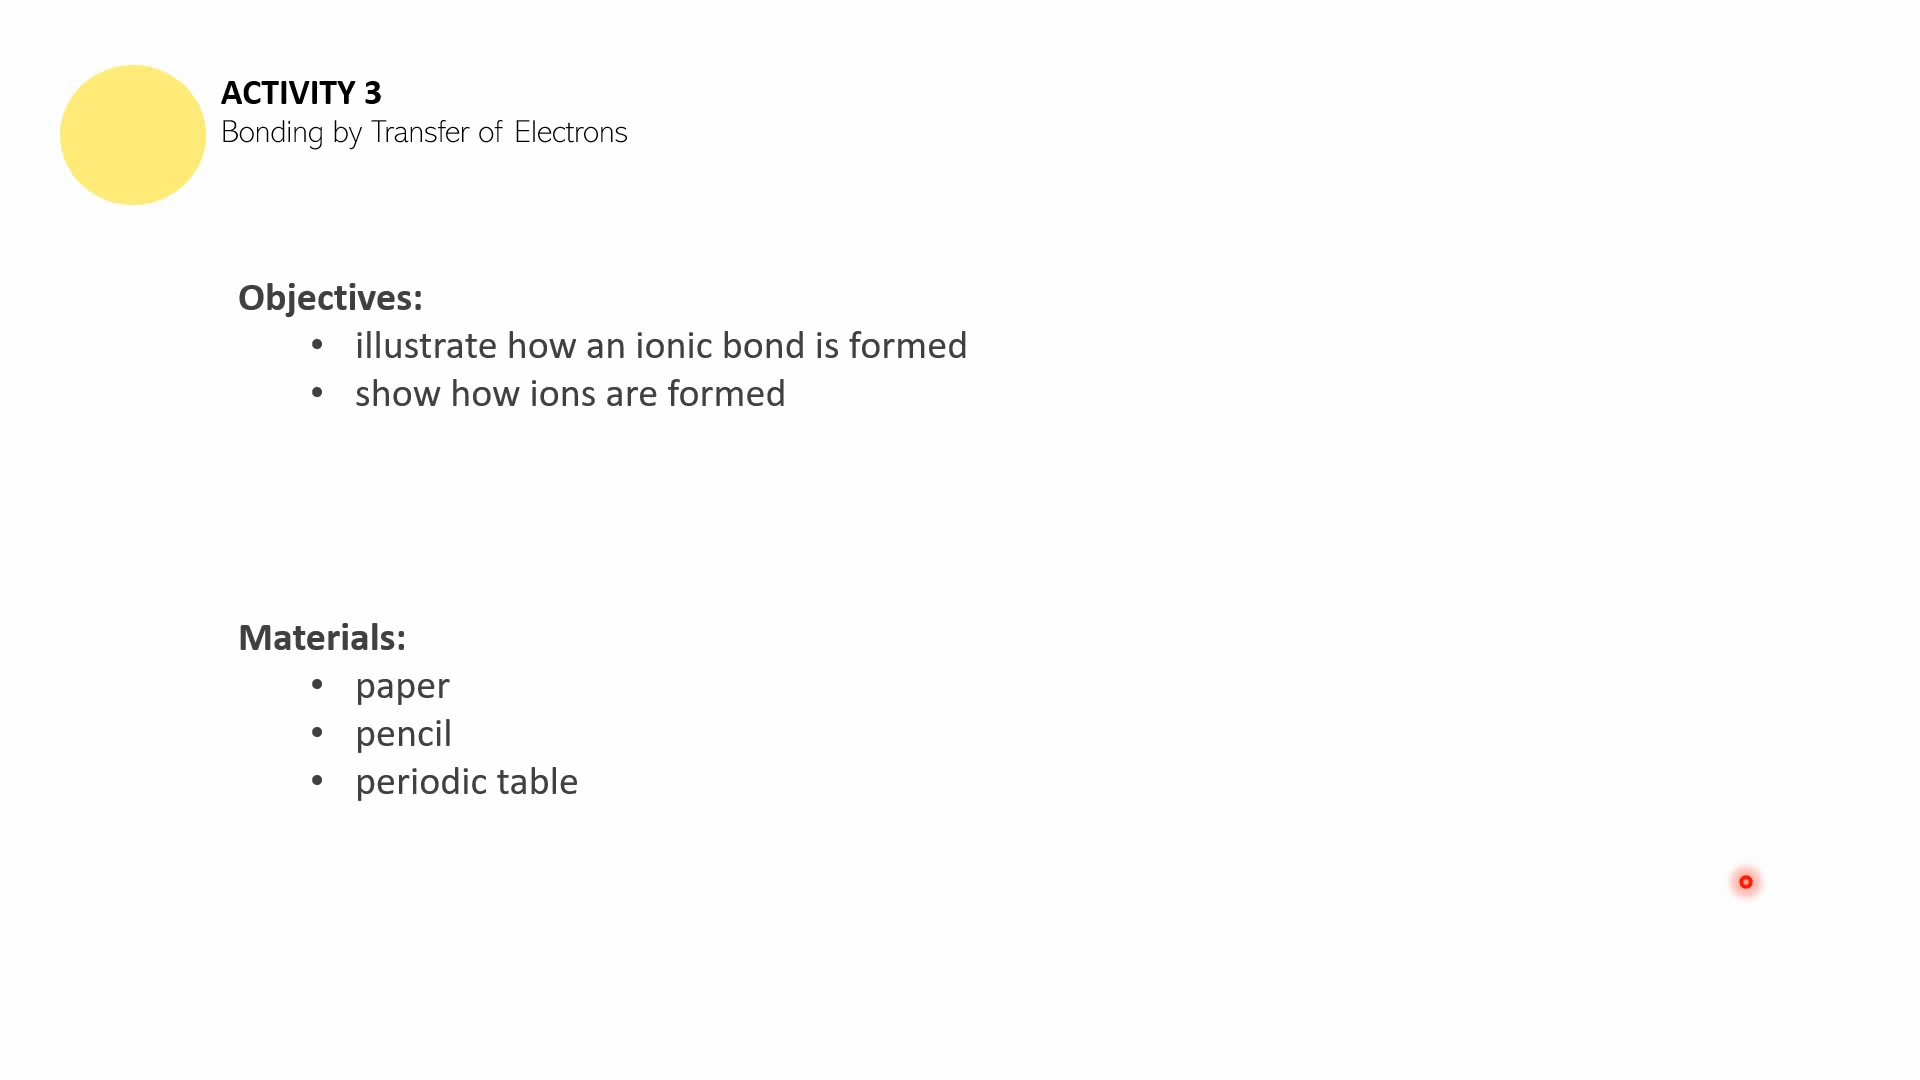 ACTIVITY 3
Bonding by Transfer of Electrons
Objectives:
• illustrate how an ionic bond is formed
• show how ions are formed
Materials:
• paper
• pencil
• periodic table